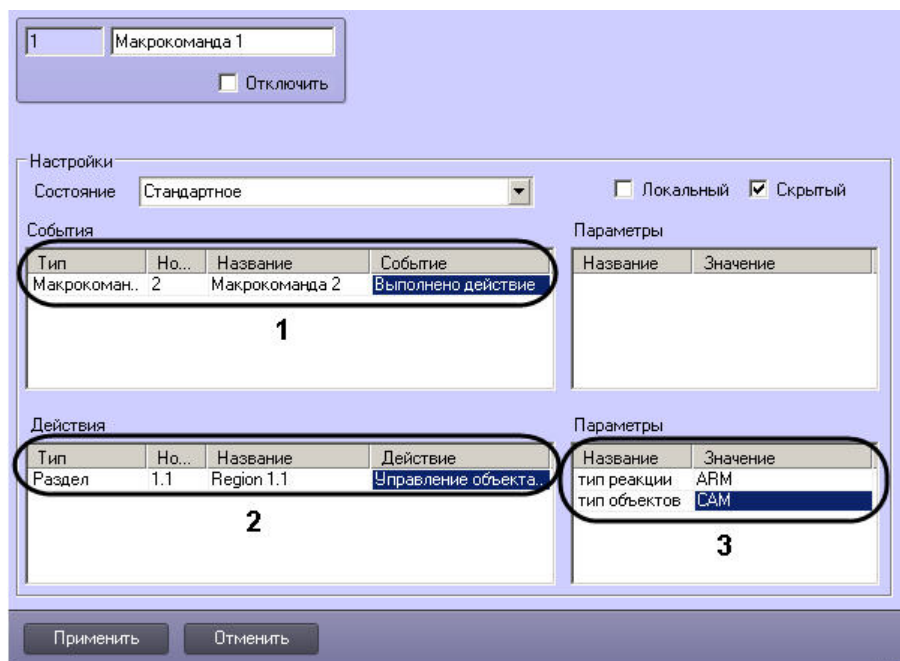 1 Макрокоманда 1
Отключить
Настройки
Состояние Стандартное Локальный Скрытый
События Параметры
Тип Но... Название Событие Название Значение
Макрокоман.. 2 Макрокоманда 2 Выполнено действие
1
Действия Параметры
Тип Но... Название Действие Название Значение
Раздел 1.1 Region 1.1 Управление объекта.. тип реакции ARM
тип объектов CAM
2 3
Применить Отменить